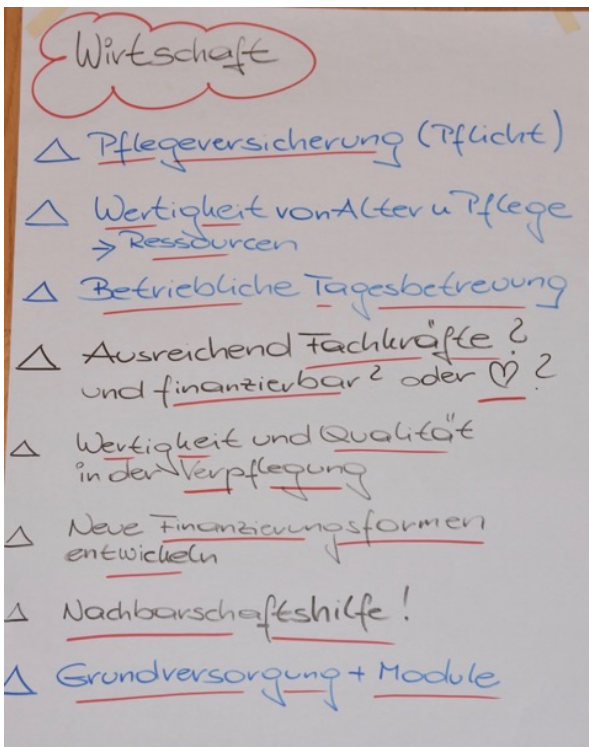 Wirtschaft
△ Pflegeversicherung (Pflicht)
△ Wertigkeit von Alter u Pflege
→ Ressourcen
△ Betriebliche Tagesbetreuung
△ Ausreichend Fachkräfte?
und finanzierbar? oder ♡?
△ Wertigkeit und Qualität
in der Verpflegung
△ Neue Finanzierungsformen
entwickeln
△ Nachbarschaftshilfe!
△ Grundversorgung + Module